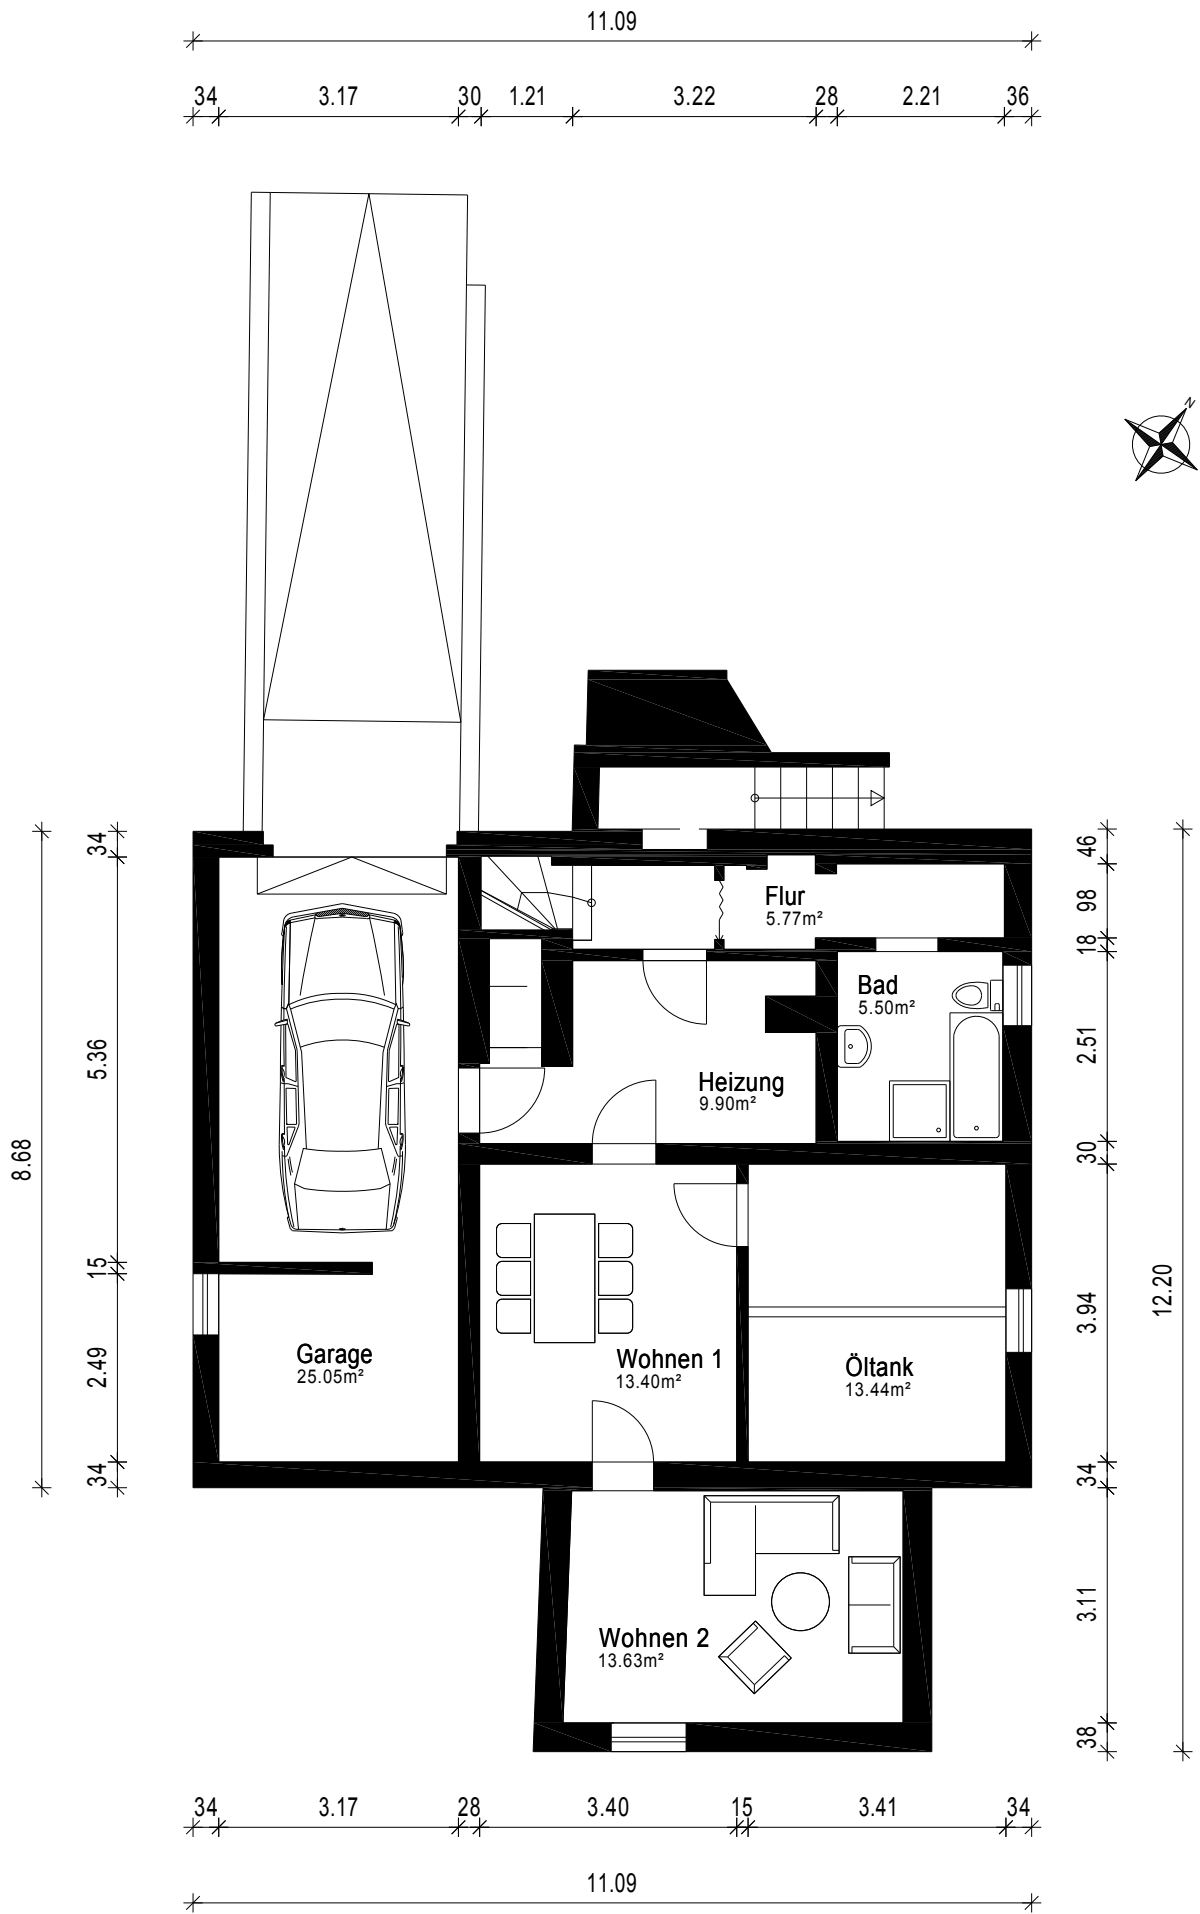 11.09
34 3.17 30 1.21 3.22 28 2.21 36
N
34
46
Flur
5.77m²
98
18
Bad
5.50m²
5.36
2.51
Heizung
9.90m²
8.68
30
15
12.20
3.94
Garage
25.05m²
Wohnen 1
13.40m²
Öltank
13.44m²
2.49
34
34
3.11
Wohnen 2
13.63m²
38
34 3.17 28 3.40 15 3.41 34
11.09